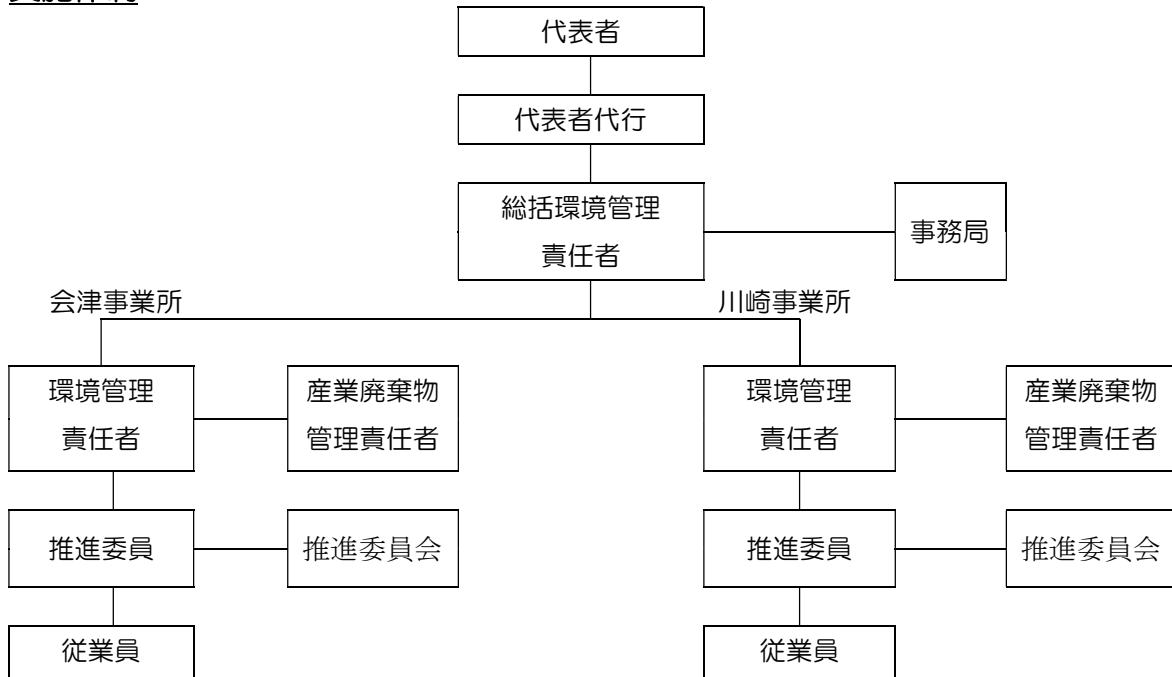 代表者
代表者代行
総括環境管理
責任者
事務局
会津事業所
川崎事業所
環境管理
責任者
産業廃棄物
管理責任者
環境管理
責任者
産業廃棄物
管理責任者
推進委員
推進委員会
推進委員
推進委員会
従業員
従業員